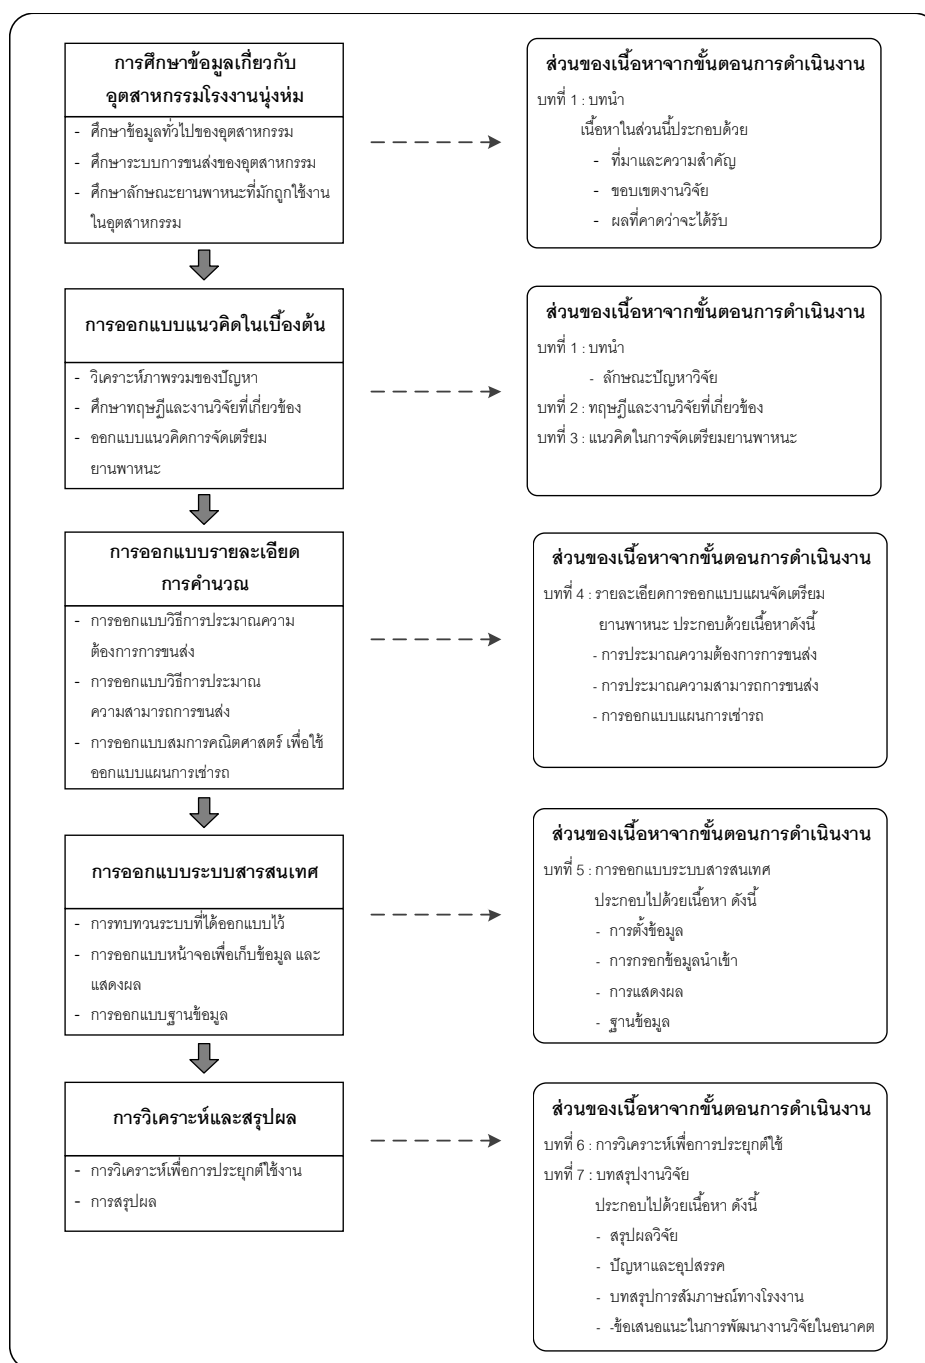 การศึกษาข้อมูลเกี่ยวกับ
อุตสาหกรรมโรงงานนุ่งห่ม
- ศึกษาข้อมูลทั่วไปของอุตสาหกรรม
- ศึกษาระบบการขนส่งของอุตสาหกรรม
- ศึกษาลักษณะยานพาหนะที่มักถูกใช้งาน
ในอุตสาหกรรม
ส่วนของเนื้อหาจากขั้นตอนการดำเนินงาน
บทที่ 1 : บทนำ
เนื้อหาในส่วนนี้ประกอบด้วย
- ที่มาและความสำคัญ
- ขอบเขตงานวิจัย
- ผลที่คาดว่าจะได้รับ
การออกแบบแนวคิดในเบื้องต้น
- วิเคราะห์ภาพรวมของปัญหา
- ศึกษาทฤษฎีและงานวิจัยที่เกี่ยวข้อง
- ออกแบบแนวคิดการจัดเตรียม
ยานพาหนะ
ส่วนของเนื้อหาจากขั้นตอนการดำเนินงาน
บทที่ 1 : บทนำ
- ลักษณะปัญหาวิจัย
บทที่ 2 : ทฤษฎีและงานวิจัยที่เกี่ยวข้อง
บทที่ 3 : แนวคิดในการจัดเตรียมยานพาหนะ
การออกแบบรายละเอียด
การคำนวณ
- การออกแบบวิธีการประมาณความ
ต้องการการขนส่ง
- การออกแบบวิธีการประมาณ
ความสามารถการขนส่ง
- การออกแบบสมการคณิตศาสตร์ เพื่อใช้
ออกแบบแผนการเช่ารถ
ส่วนของเนื้อหาจากขั้นตอนการดำเนินงาน
บทที่ 4 : รายละเอียดการออกแบบแผนจัดเตรียม
ยานพาหนะ ประกอบด้วยเนื้อหาดังนี้
- การประมาณความต้องการการขนส่ง
- การประมาณความสามารถการขนส่ง
- การออกแบบแผนการเช่ารถ
การออกแบบระบบสารสนเทศ
- การทบทวนระบบที่ได้ออกแบบไว้
- การออกแบบหน้าจอเพื่อเก็บข้อมูล และ
แสดงผล
- การออกแบบฐานข้อมูล
ส่วนของเนื้อหาจากขั้นตอนการดำเนินงาน
บทที่ 5 : การออกแบบระบบสารสนเทศ
ประกอบไปด้วยเนื้อหา ดังนี้
- การตั้งข้อมูล
- การกรอกข้อมูลนำเข้า
- การแสดงผล
- ฐานข้อมูล
การวิเคราะห์และสรุปผล
- การวิเคราะห์เพื่อการประยุกต์ใช้งาน
- การสรุปผล
ส่วนของเนื้อหาจากขั้นตอนการดำเนินงาน
บทที่ 6 : การวิเคราะห์เพื่อการประยุกต์ใช้
บทที่ 7 : บทสรุปงานวิจัย
ประกอบไปด้วยเนื้อหา ดังนี้
- สรุปผลวิจัย
- ปัญหาและอุปสรรค
- บทสรุปการสัมภาษณ์ทางโรงงาน
- -ข้อเสนอแนะในการพัฒนางานวิจัยในอนาคต